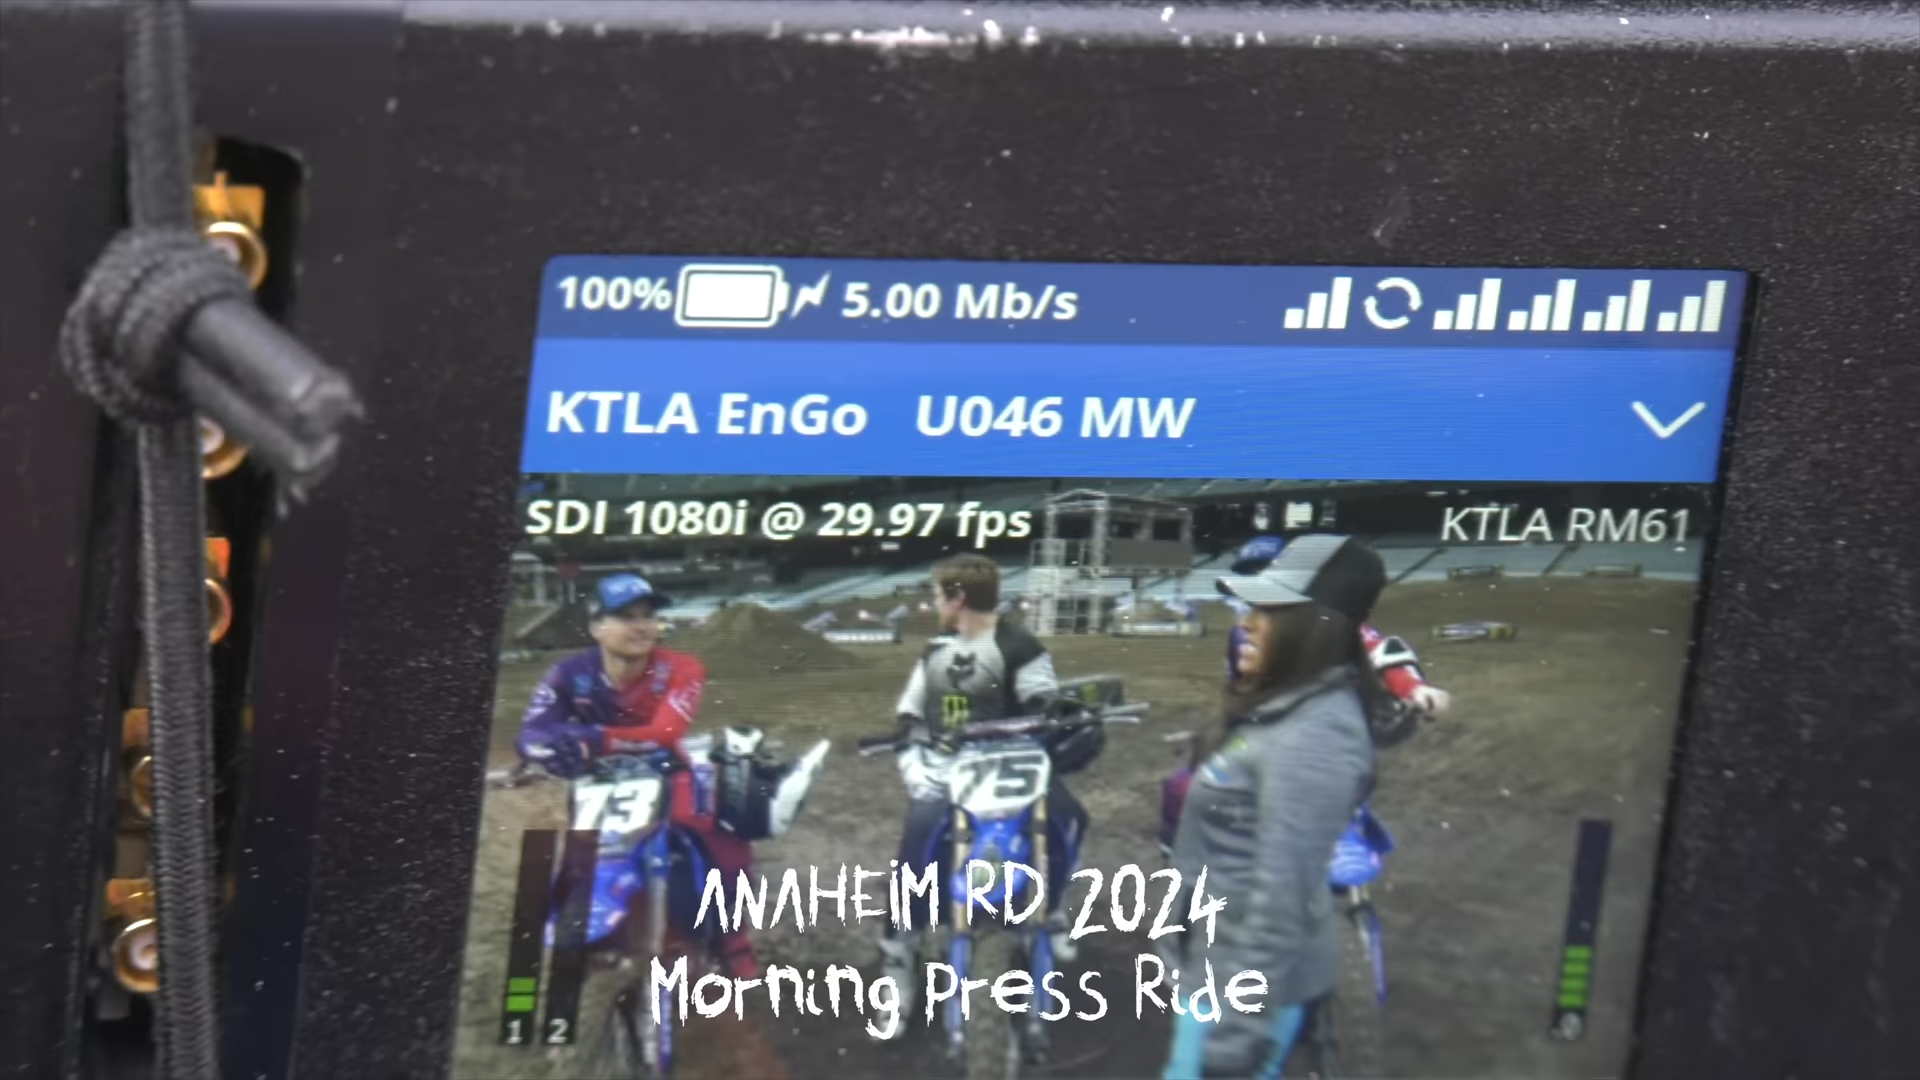 100% 5.00 Mb/s
KTLA EnGo U046 MW
SDI 1080i @ 29.97 fps KTLA RM61
73
75
1 2
ANAHEIM RD 2024
Morning Press Ride